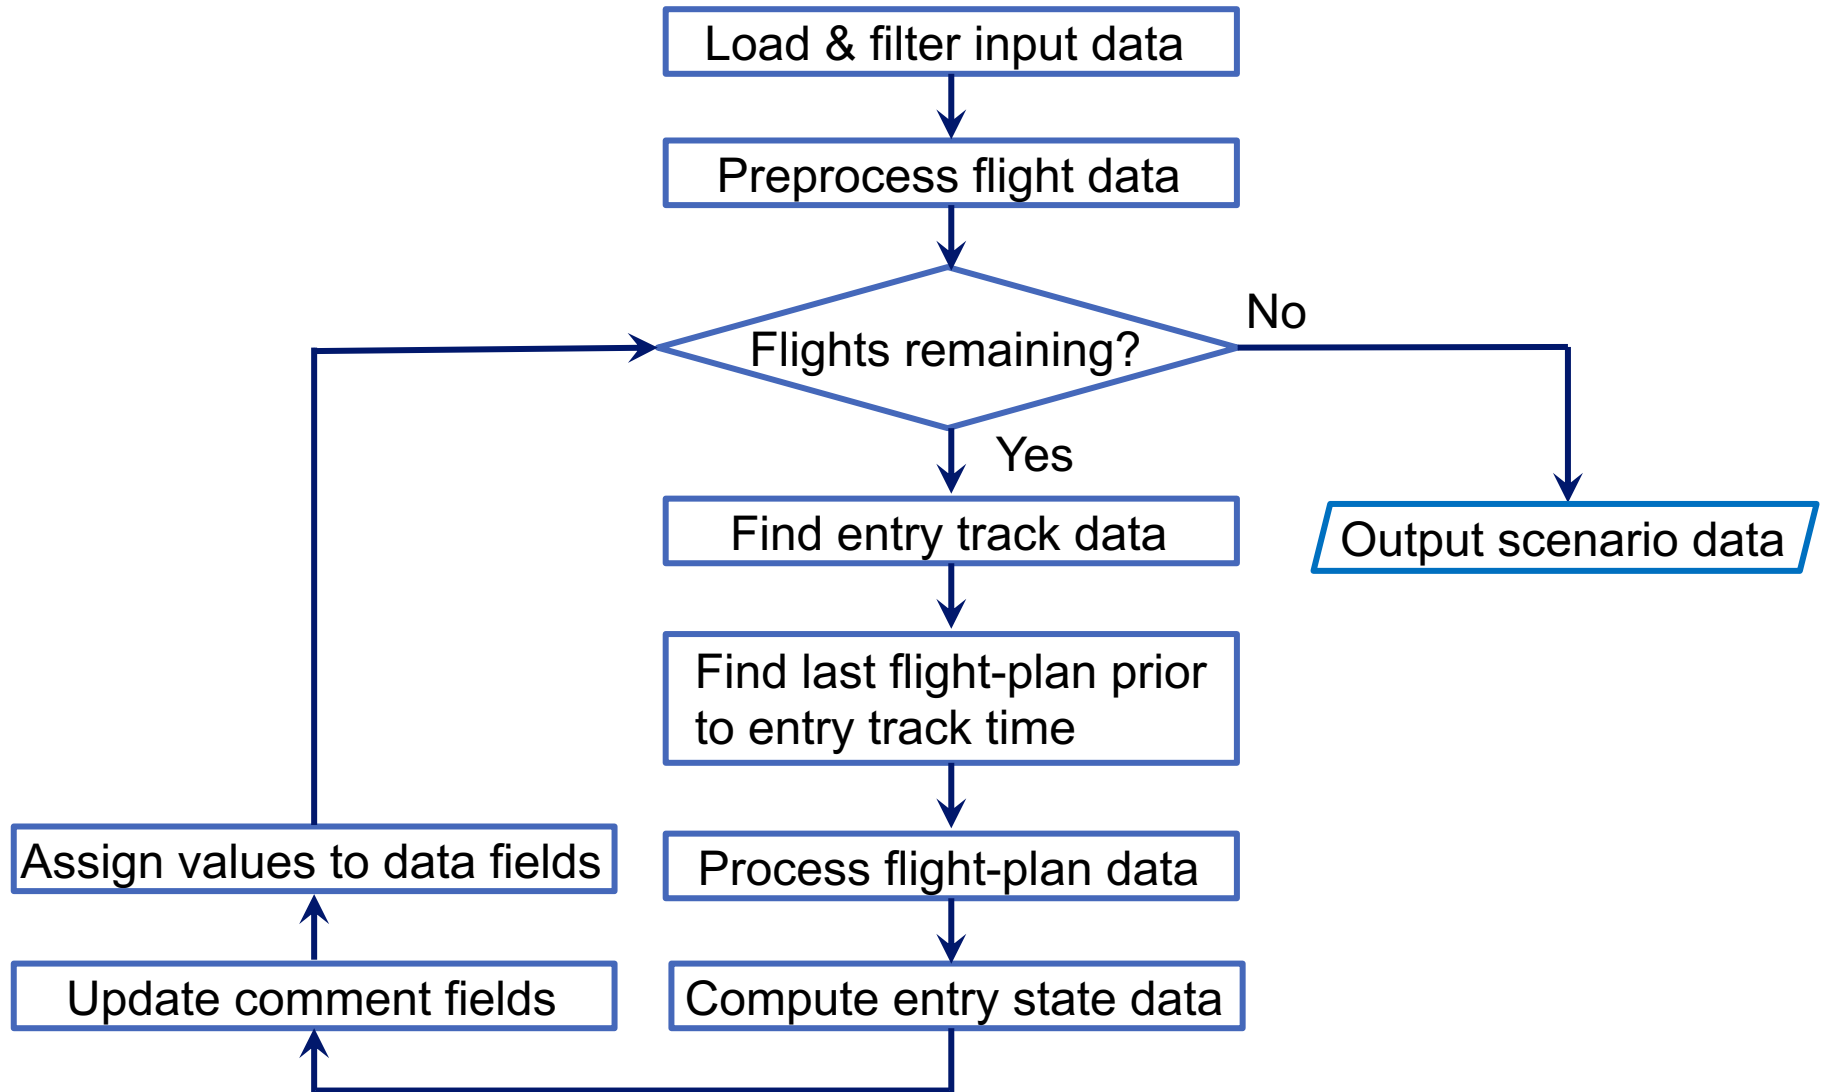 Load & filter input data
Preprocess flight data
Flights remaining?
No
Yes
Find entry track data
Output scenario data
Find last flight-plan prior
to entry track time
Process flight-plan data
Compute entry state data
Update comment fields
Assign values to data fields